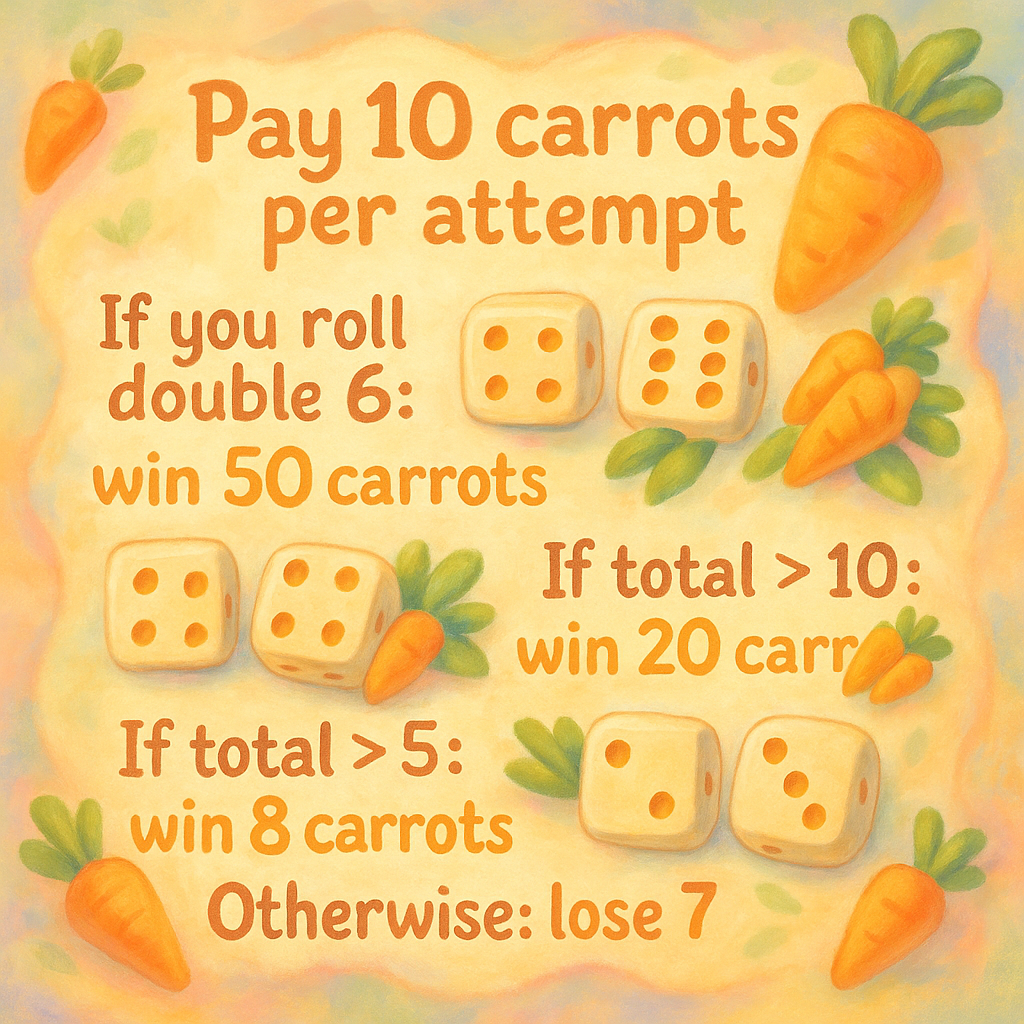 Pay 10 carrots
per attempt
If you roll
double 6:
win 50 carrots
If total > 10:
win 20 carr
If total > 5:
win 8 carrots
Otherwise: lose 7